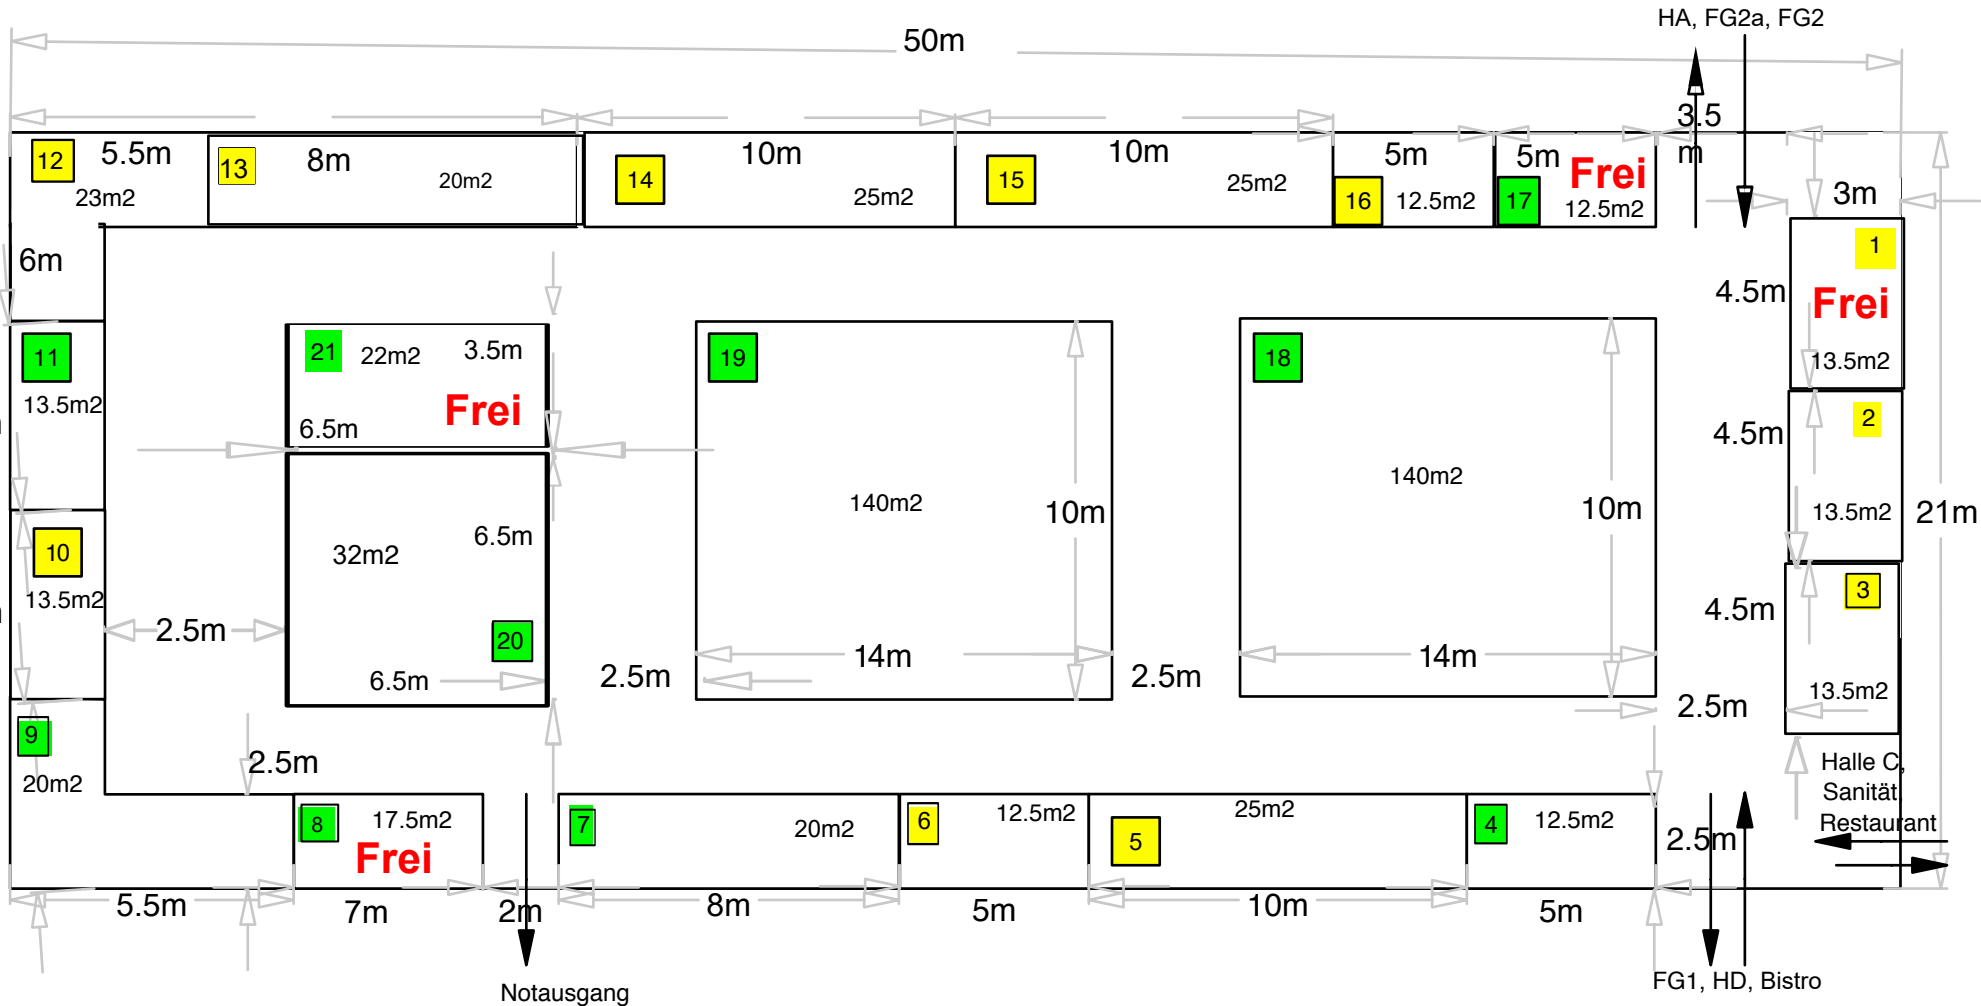 HA, FG2a, FG2
50m
3.5
m
12
5.5m
23m2
13
8m
20m2
14
10m
25m2
15
10m
25m2
5m
16
12.5m2
5m
Frei
17
12.5m2
3m
6m
1
4.5m
Frei
13.5m2
11
13.5m2
21
22m2
3.5m
Frei
6.5m
19
140m2
10m
14m
18
140m2
10m
14m
2
4.5m
13.5m2
21m
10
13.5m2
2.5m
32m2
6.5m
20
6.5m
2.5m
2.5m
2.5m
3
4.5m
13.5m2
9
20m2
2.5m
8
17.5m2
Frei
7
20m2
6
12.5m2
5
25m2
4
12.5m2
2.5m
Halle C,
Sanität,
Restaurant
5.5m
7m
2m
8m
5m
10m
5m
Notausgang
FG1, HD, Bistro